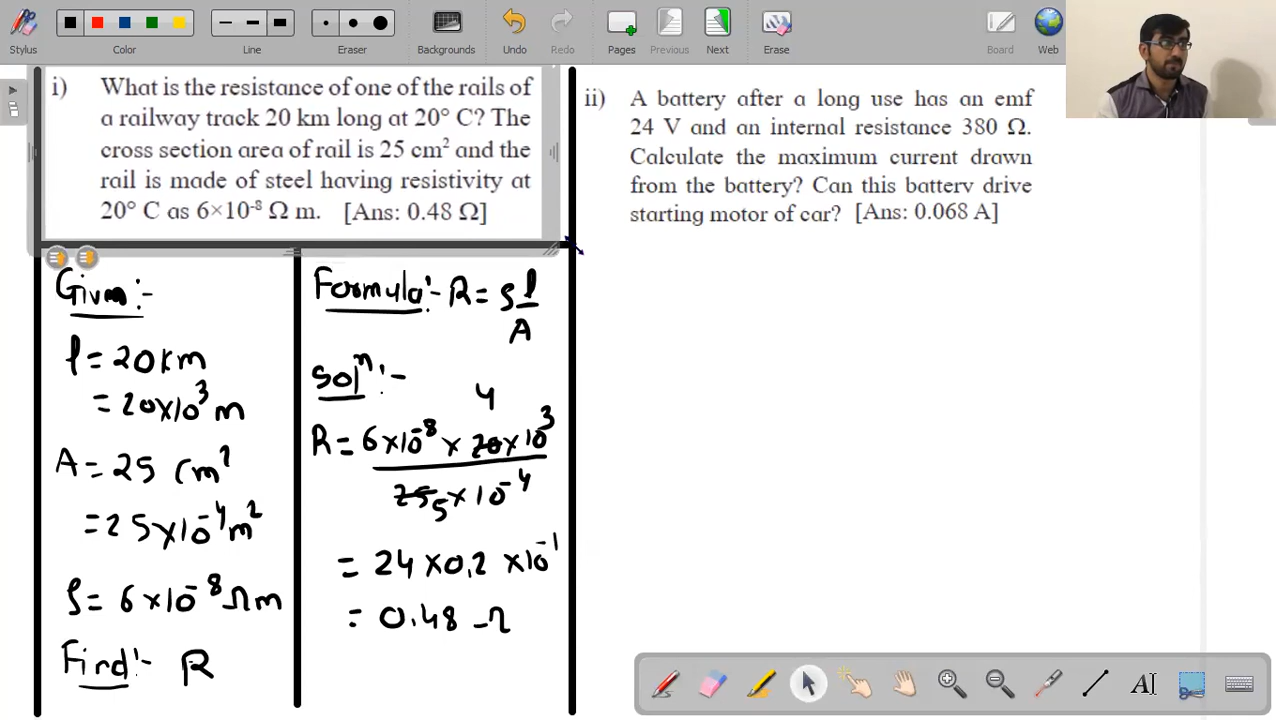 Stylus
Color
Line
Eraser
Backgrounds
Undo
Redo
Pages
Previous
Next
Erase
Board
Web
i) What is the resistance of one of the rails of
a railway track 20 km long at 20° C? The
cross section area of rail is 25 cm² and the
rail is made of steel having resistivity at
20° C as 6×10⁻⁸ Ω m. [Ans: 0.48 Ω]
Given:-
l = 20 km
= 20×10³ m
A = 25 cm²
= 25×10⁻⁴ m²
ρ = 6×10⁻⁸ Ω m
Find:- R
Formula:- R = ρ l
A
Solⁿ:-
4
R = 6×10⁻⁸ × 20×10³
25 5 × 10⁻⁴
= 24 × 0.2 × 10⁻¹
= 0.48 Ω
ii) A battery after a long use has an emf
24 V and an internal resistance 380 Ω.
Calculate the maximum current drawn
from the battery? Can this battery drive
starting motor of car? [Ans: 0.068 A]